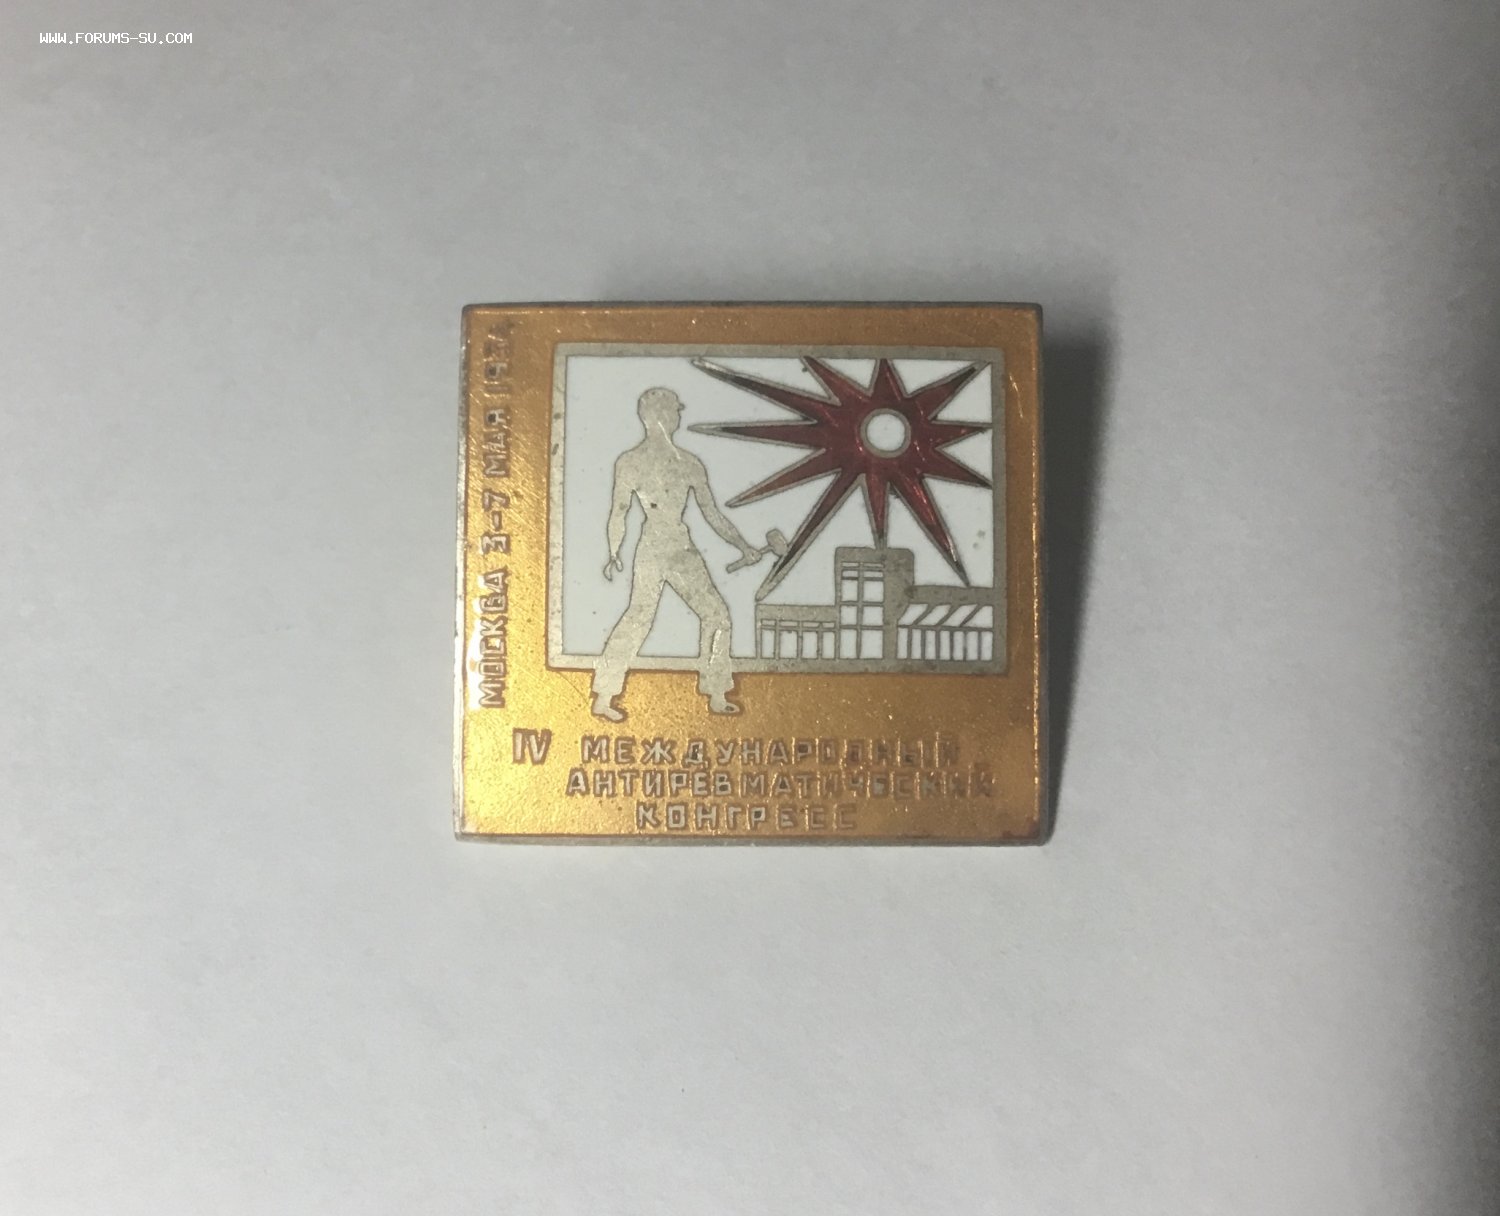 WWW.FORUMS-SU.COM
МОСКВА 3-7 МАЯ 1934
IV МЕЖДУНАРОДНЫЙ
АНТИРЕВМАТИЧЕСКИЙ
КОНГРЕСС